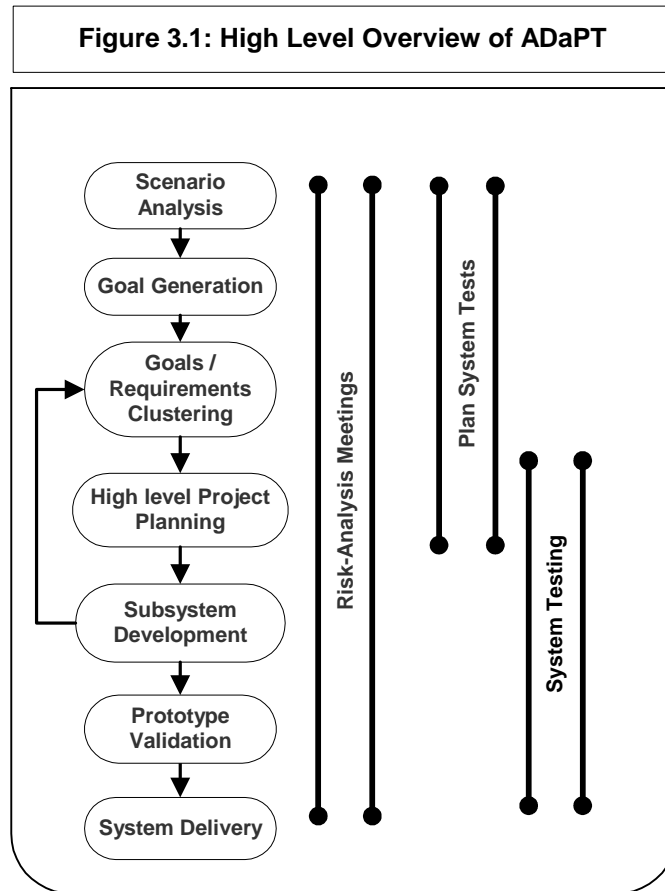 Figure 3.1: High Level Overview of ADaPT
Scenario
Analysis
Goal Generation
Goals /
Requirements
Clustering
High level Project
Planning
Subsystem
Development
Prototype
Validation
System Delivery
Risk-Analysis Meetings
Plan System Tests
System Testing